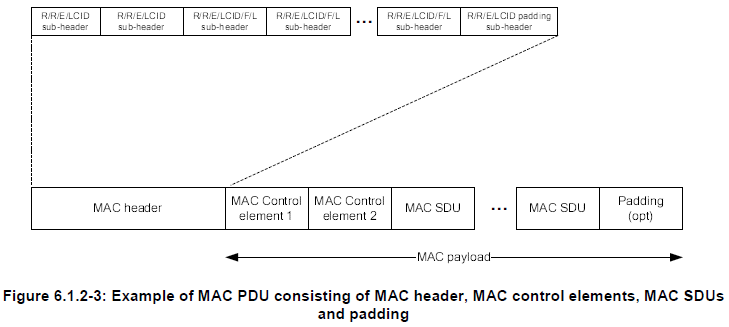 R/R/E/LCID R/R/E/LCID R/R/E/LCID/F/L R/R/E/LCID/F/L R/R/E/LCID/F/L R/R/E/LCID padding
sub-header sub-header sub-header sub-header ... sub-header sub-header
MAC header MAC Control element 1 MAC Control element 2 MAC SDU ... MAC SDU Padding (opt)
MAC payload
Figure 6.1.2-3: Example of MAC PDU consisting of MAC header, MAC control elements, MAC SDUs
and padding